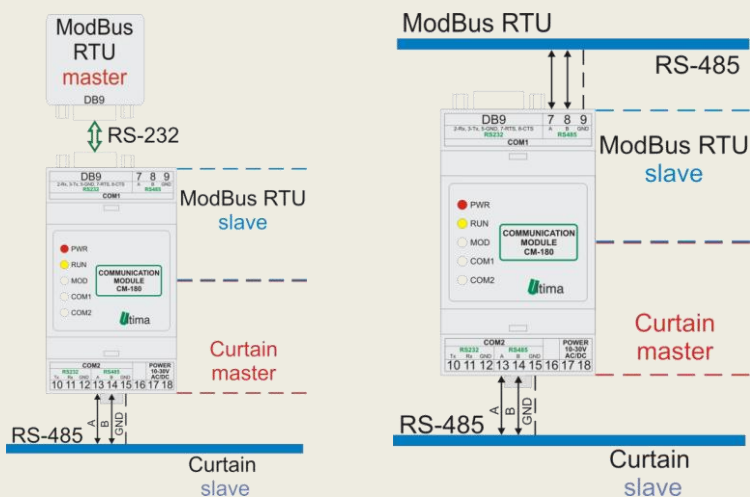 ModBus
RTU
master
DB9
RS-232
DB9 7 8 9
2-Rx, 3-Tx, 5-GND, 7-RTS, 8-CTS A B GND
RS232 RS485
COM1
ModBus RTU
slave
PWR
RUN
MOD
COM1
COM2
COMMUNICATION
MODULE
CM-180
Utima
Curtain
master
COM2 POWER
RS232 RS485 10-30V
Tx Rx GND A B GND AC/DC
10 11 12 13 14 15 16 17 18
A B GND
RS-485
Curtain
slave
ModBus RTU
RS-485
DB9 7 8 9
2-Rx, 3-Tx, 5-GND, 7-RTS, 8-CTS A B GND
RS232 RS485
COM1
ModBus RTU
slave
PWR
RUN
MOD
COM1
COM2
COMMUNICATION
MODULE
CM-180
Utima
Curtain
master
COM2 POWER
RS232 RS485 10-30V
Tx Rx GND A B GND AC/DC
10 11 12 13 14 15 16 17 18
A B GND
RS-485
Curtain
slave